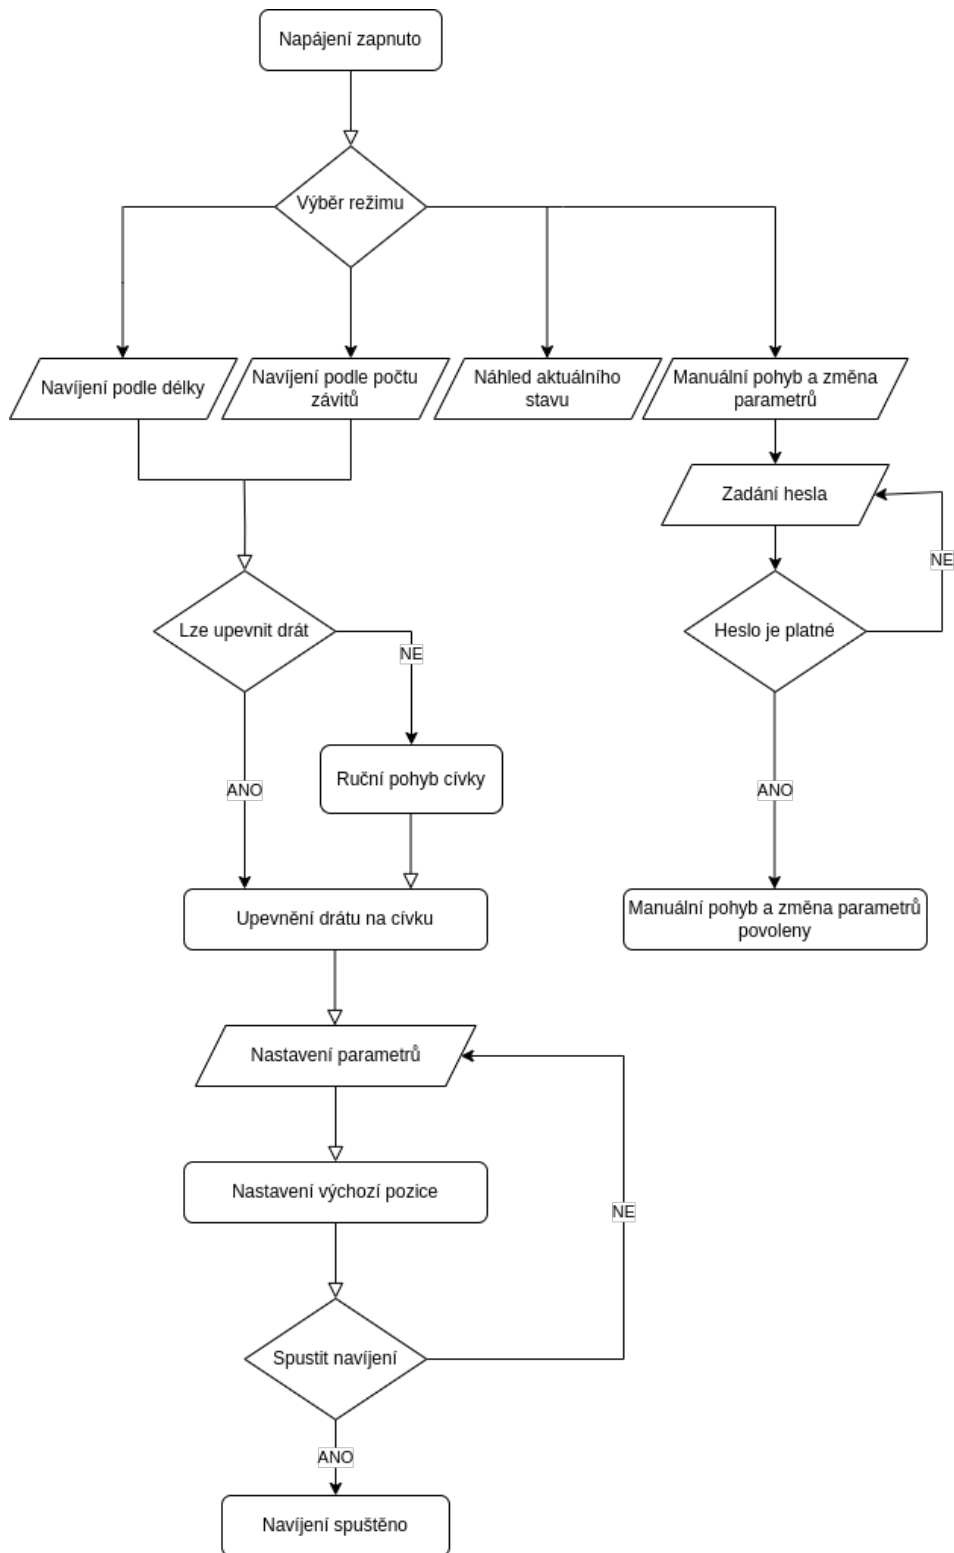 Napájení zapnuto
Výběr režimu
Navíjení podle délky
Navíjení podle počtu
závitů
Náhled aktuálního
stavu
Manuální pohyb a změna
parametrů
Zadání hesla
NE
Lze upevnit drát
Heslo je platné
NE
Ruční pohyb cívky
ANO
ANO
Upevnění drátu na cívku
Manuální pohyb a změna parametrů
povoleny
Nastavení parametrů
Nastavení výchozí pozice
NE
Spustit navíjení
ANO
Navíjení spuštěno